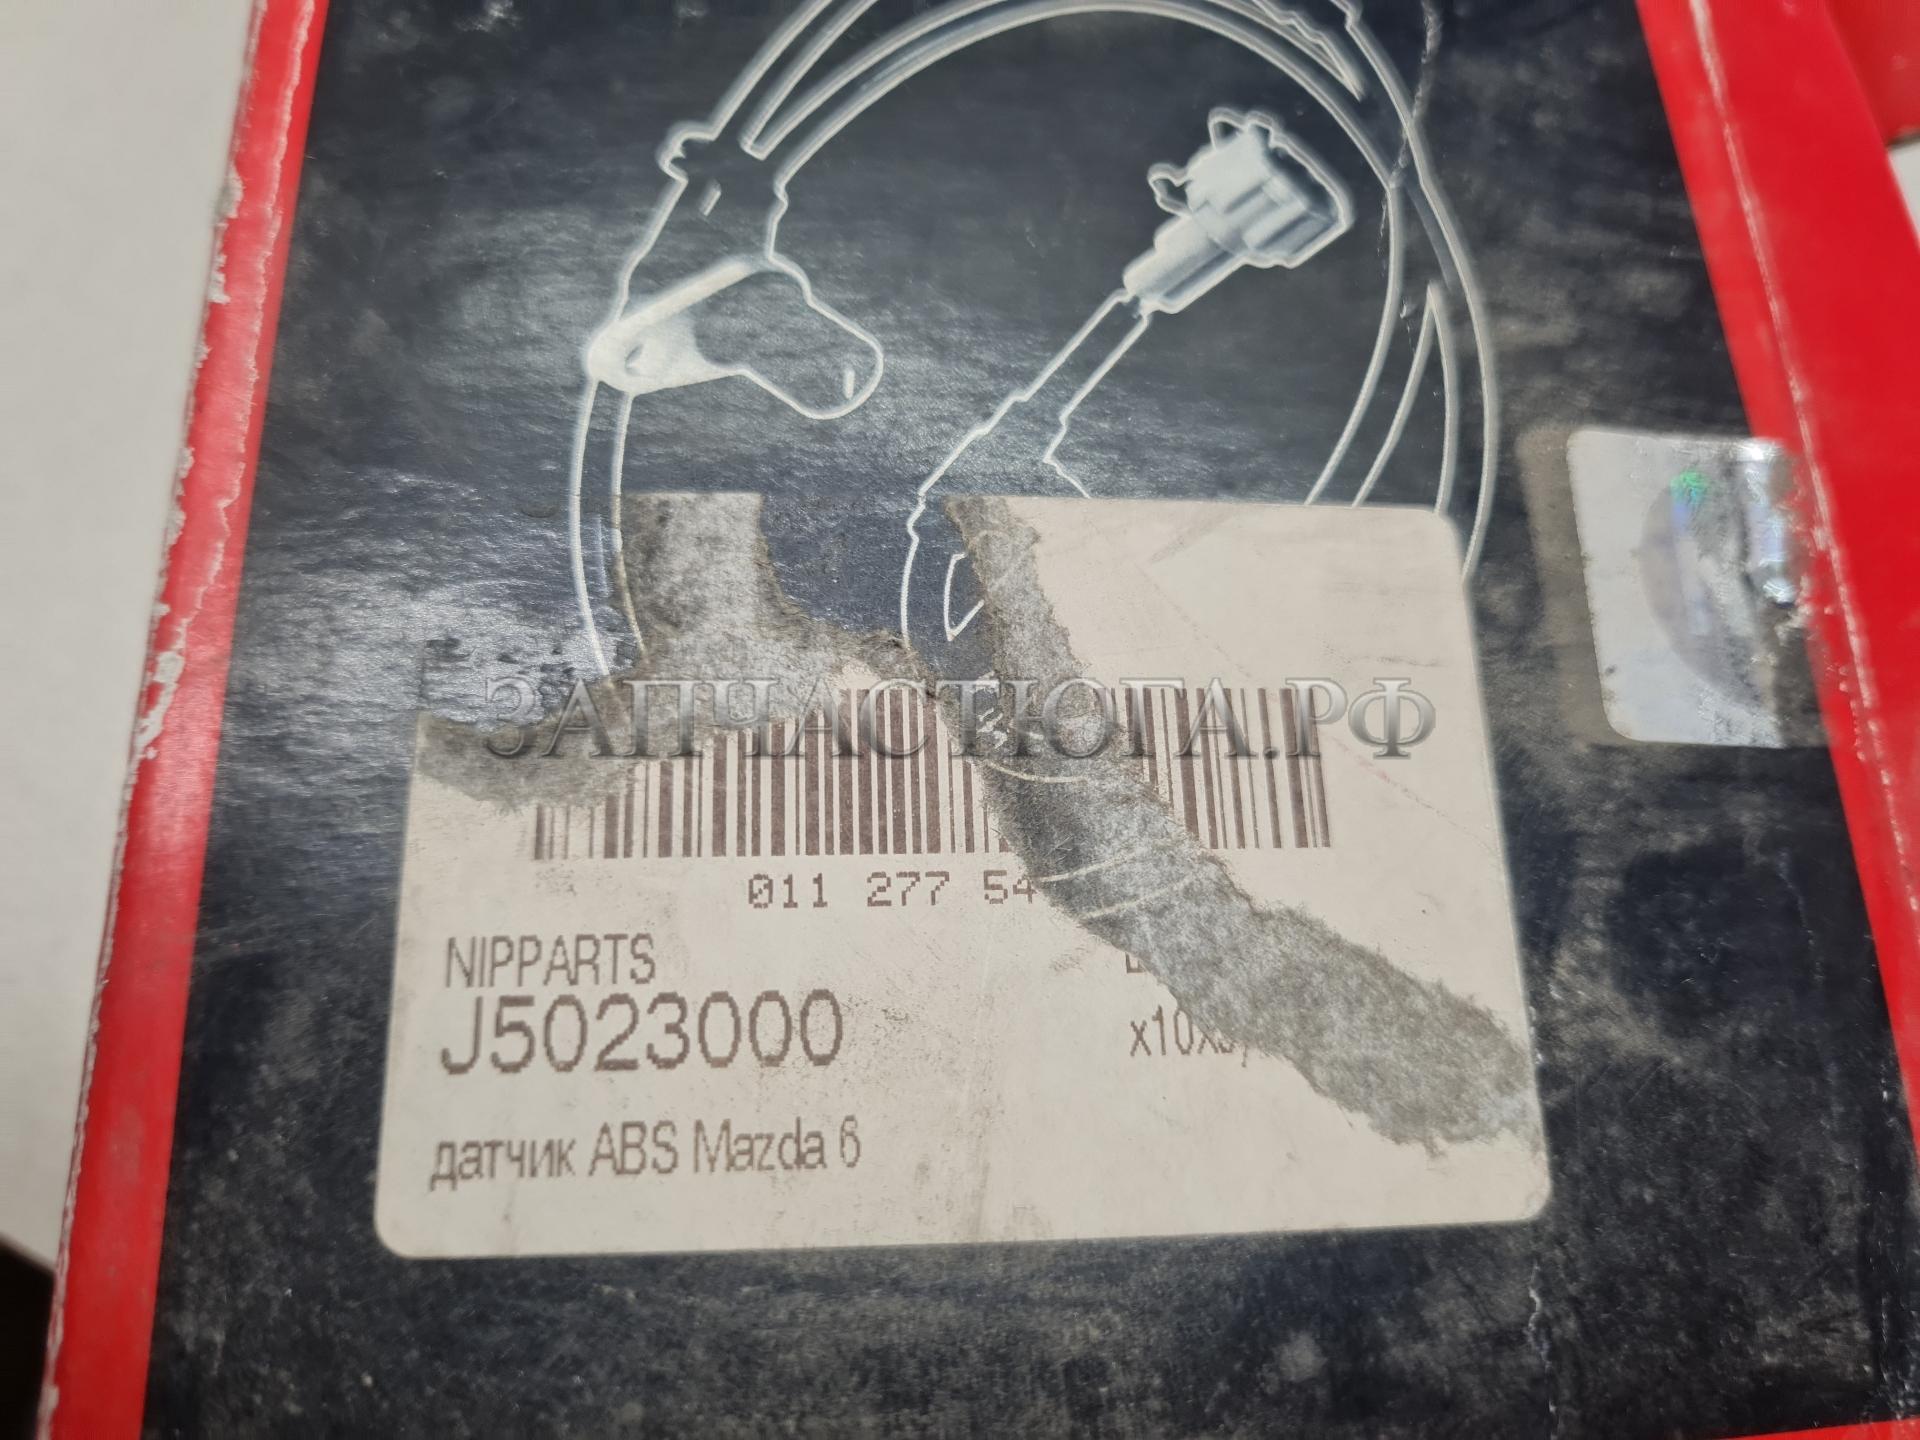 ЗАПЧАСТЮГА.РФ
011 277 54
NIPPARTS
J5023000
датчик ABS Mazda 6